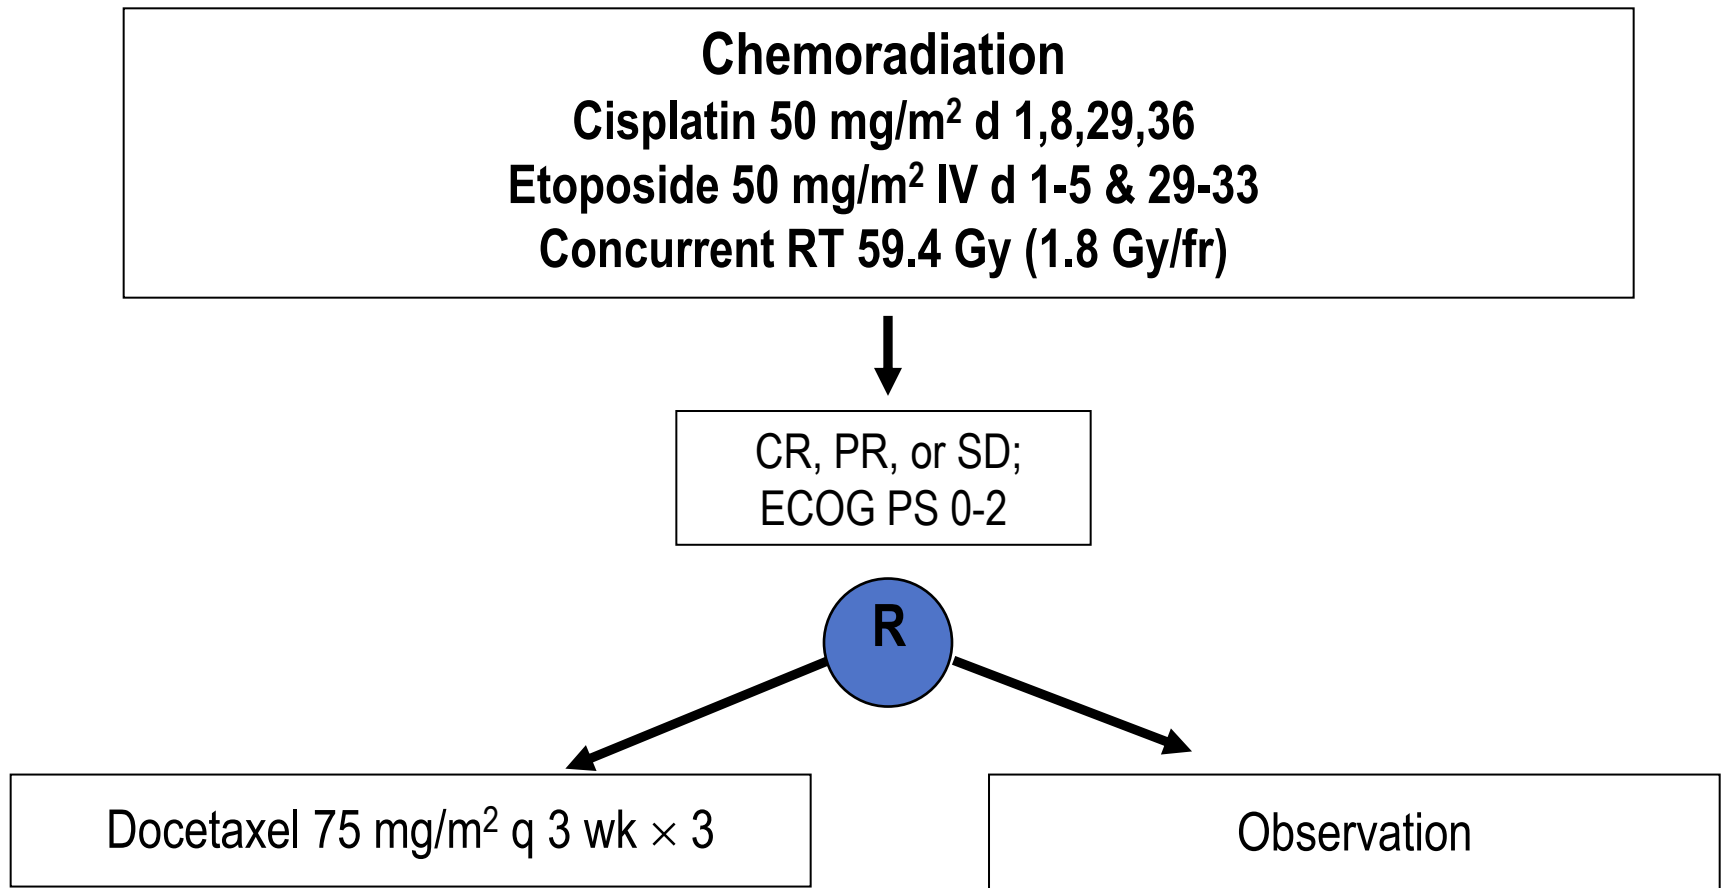 Chemoradiation
Cisplatin 50 mg/m² d 1,8,29,36
Etoposide 50 mg/m² IV d 1-5 & 29-33
Concurrent RT 59.4 Gy (1.8 Gy/fr)
CR, PR, or SD;
ECOG PS 0-2
R
Docetaxel 75 mg/m² q 3 wk × 3
Observation